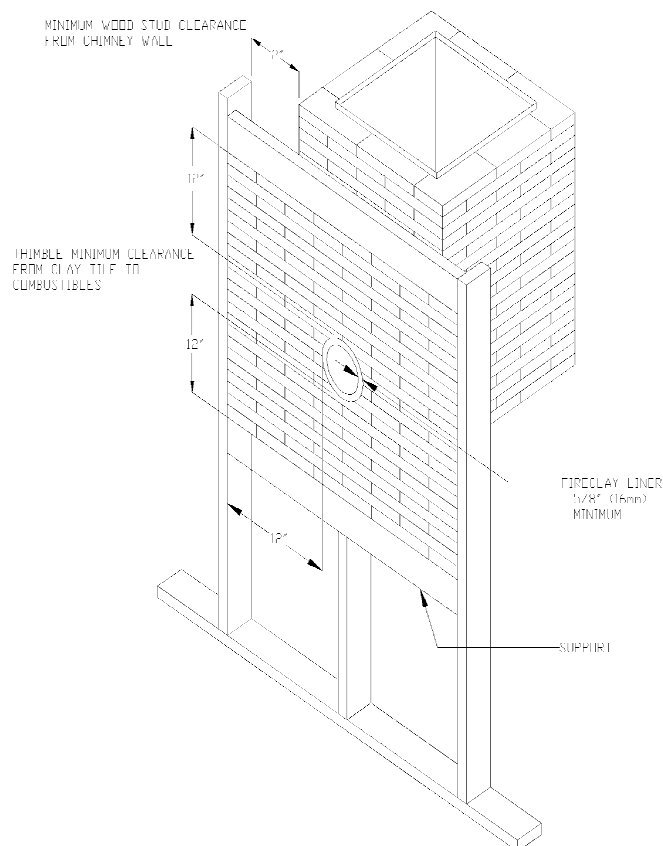 MINIMUM WOOD STUD CLEARANCE
FROM CHIMNEY WALL
12"
THIMBLE MINIMUM CLEARANCE
FROM CLAY TILE TO
COMBUSTIBLES
12"
12"
FIRECLAY LINER
5/8" (16mm)
MINIMUM
SUPPORT